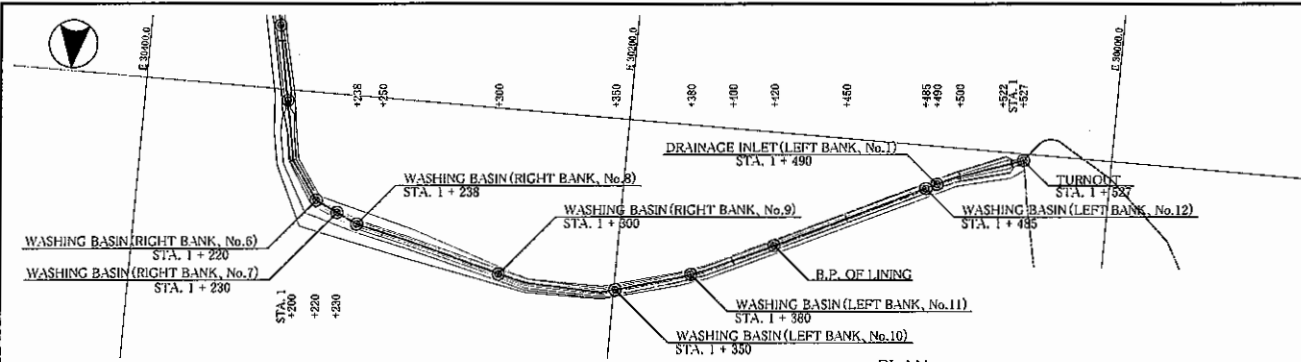 E 30400.0
E 30200.0
E 30000.0
+238
+250
+300
+350
+380
+400
+420
+450
+485
+490
+500
+522
STA. 1
+527
DRAINAGE INLET(LEFT BANK, No.1)
STA. 1 + 490
TURNOUT
STA. 1 + 527
WASHING BASIN(RIGHT BANK, No.8)
STA. 1 + 238
WASHING BASIN(RIGHT BANK, No.9)
STA. 1 + 300
WASHING BASIN(LEFT BANK, No.12)
STA. 1 + 485
WASHING BASIN(RIGHT BANK, No.6)
STA. 1 + 220
WASHING BASIN(RIGHT BANK, No.7)
STA. 1 + 230
B.P. OF LINING
STA. 1
+200
+220
+230
WASHING BASIN(LEFT BANK, No.11)
STA. 1 + 380
WASHING BASIN(LEFT BANK, No.10)
STA. 1 + 350